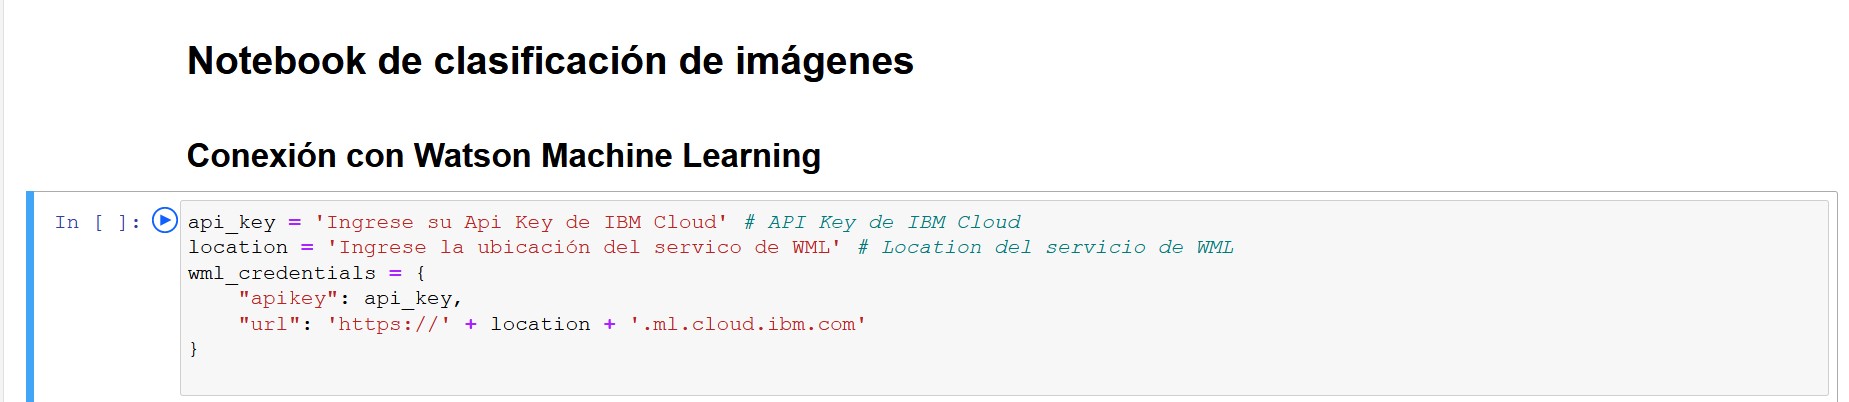 Notebook de clasificación de imágenes
Conexión con Watson Machine Learning
In [ ]: api_key = 'Ingrese su Api Key de IBM Cloud' # API Key de IBM Cloud
location = 'Ingrese la ubicación del servico de WML' # Location del servicio de WML
wml_credentials = {
    "apikey": api_key,
    "url": 'https://' + location + '.ml.cloud.ibm.com'
}